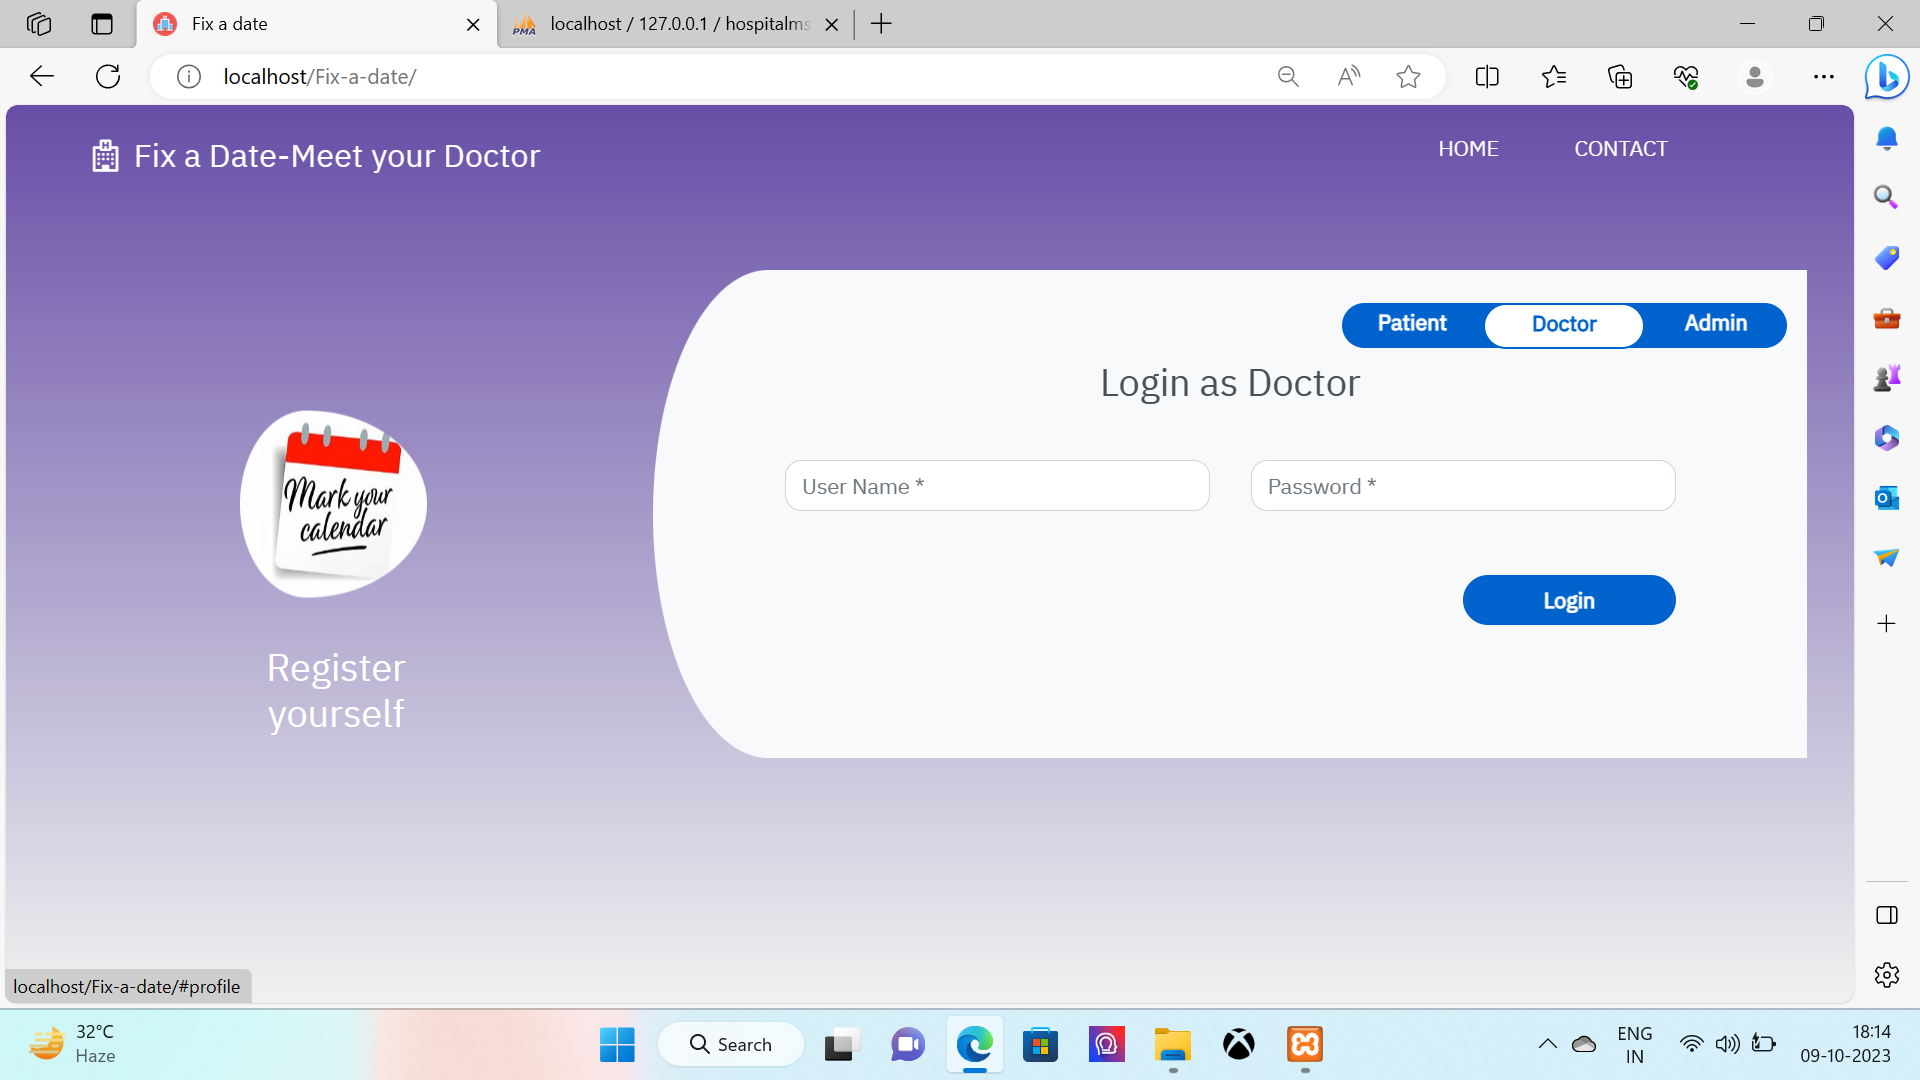 Fix a date
localhost / 127.0.0.1 / hospitalms
localhost/Fix-a-date/
Fix a Date-Meet your Doctor
HOME
CONTACT
Patient
Doctor
Admin
Login as Doctor
User Name *
Password *
Login
Mark your
calendar
Register
yourself
localhost/Fix-a-date/#profile
32°C
Haze
Search
ENG
IN
18:14
09-10-2023